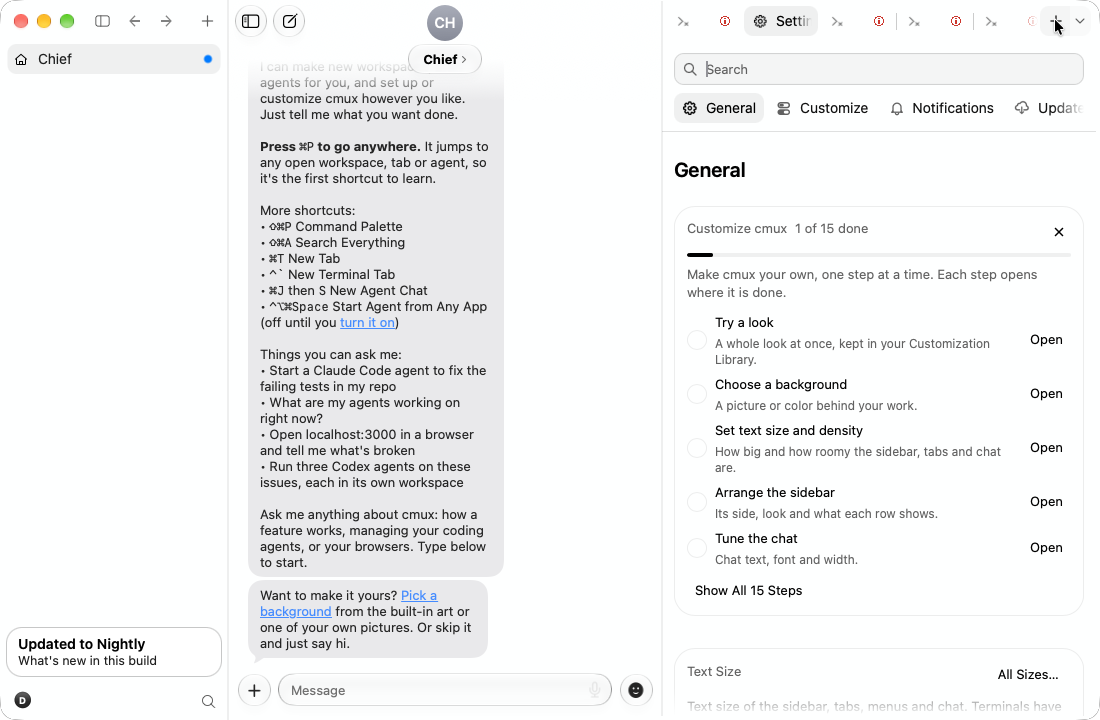 Chief
Updated to Nightly
What's new in this build
D
CH
Chief ›
I can make new
agents for you, and set up or
customize cmux however you like.
Just tell me what you want done.
Press ⌘P to go anywhere. It jumps to
any open workspace, tab or agent, so
it's the first shortcut to learn.
More shortcuts:
• ⇧⌘P Command Palette
• ⇧⌘A Search Everything
• ⌘T New Tab
• ^` New Terminal Tab
• ⌘J then S New Agent Chat
• ^⌥⌘Space Start Agent from Any App
(off until you turn it on)
Things you can ask me:
• Start a Claude Code agent to fix the
failing tests in my repo
• What are my agents working on
right now?
• Open localhost:3000 in a browser
and tell me what's broken
• Run three Codex agents on these
issues, each in its own workspace
Ask me anything about cmux: how a
feature works, managing your coding
agents, or your browsers. Type below
to start.
Want to make it yours? Pick a
background from the built-in art or
one of your own pictures. Or skip it
and just say hi.
Message
Settin
Search
General
Customize
Notifications
Update
General
Customize cmux 1 of 15 done
Make cmux your own, one step at a time. Each step opens
where it is done.
Try a look
A whole look at once, kept in your Customization
Library.
Open
Choose a background
A picture or color behind your work.
Open
Set text size and density
How big and how roomy the sidebar, tabs and chat
are.
Open
Arrange the sidebar
Its side, look and what each row shows.
Open
Tune the chat
Chat text, font and width.
Open
Show All 15 Steps
Text Size
All Sizes...
Text size of the sidebar, tabs, menus and chat. Terminals have